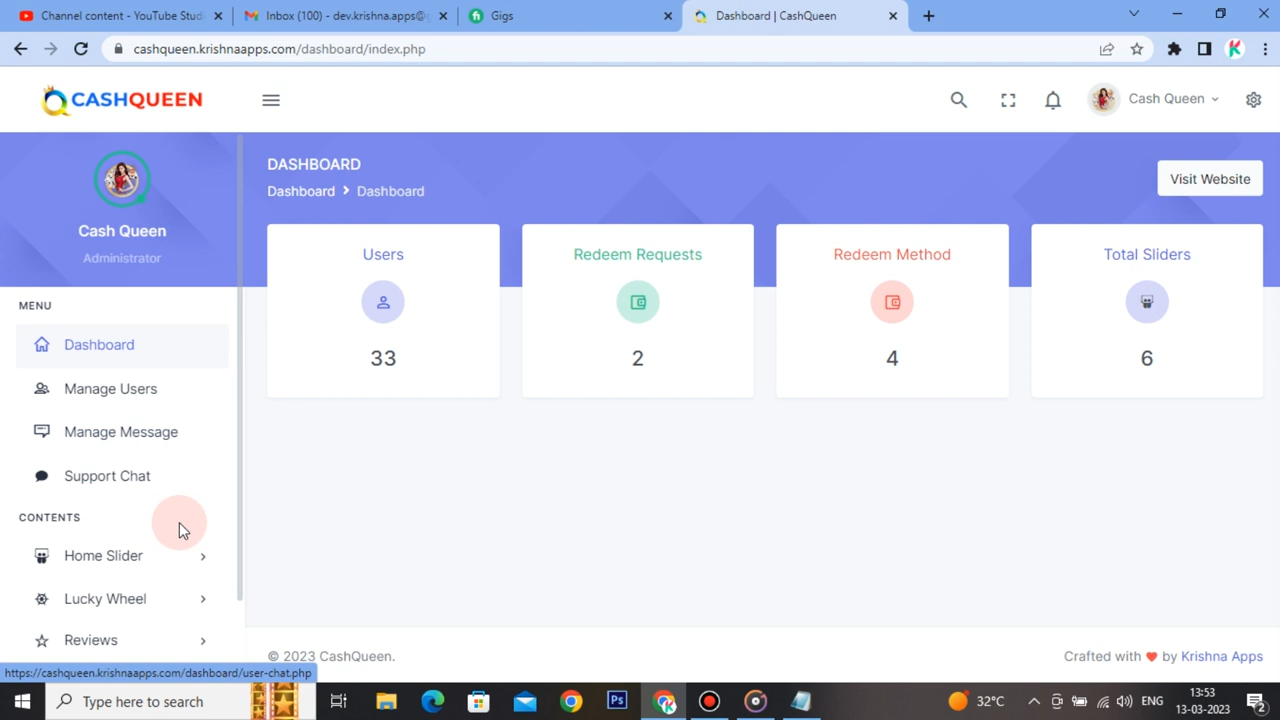 Channel content - YouTube Studi
Inbox (100) - dev.krishna.apps@g
Gigs
Dashboard | CashQueen
cashqueen.krishnaapps.com/dashboard/index.php
CASHQUEEN
Cash Queen
Cash Queen
Administrator
DASHBOARD
Dashboard > Dashboard
Visit Website
Users
33
Redeem Requests
2
Redeem Method
4
Total Sliders
6
MENU
Dashboard
Manage Users
Manage Message
Support Chat
CONTENTS
Home Slider
Lucky Wheel
Reviews
© 2023 CashQueen.
Crafted with ❤ by Krishna Apps
https://cashqueen.krishnaapps.com/dashboard/user-chat.php
Type here to search
Ps
32°C
ENG
13:53
13-03-2023
2